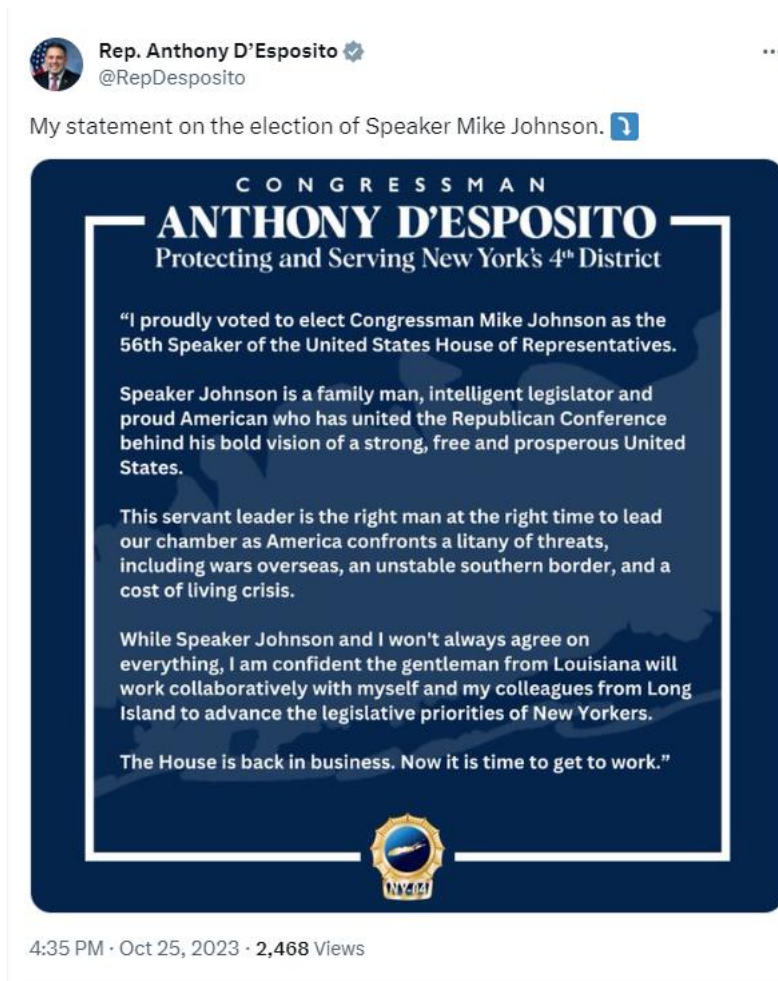 Rep. Anthony D’Esposito
@RepDesposito
My statement on the election of Speaker Mike Johnson.
CONGRESSMAN
ANTHONY D’ESPOSITO
Protecting and Serving New York’s 4th District
“I proudly voted to elect Congressman Mike Johnson as the
56th Speaker of the United States House of Representatives.
Speaker Johnson is a family man, intelligent legislator and
proud American who has united the Republican Conference
behind his bold vision of a strong, free and prosperous United
States.
This servant leader is the right man at the right time to lead
our chamber as America confronts a litany of threats,
including wars overseas, an unstable southern border, and a
cost of living crisis.
While Speaker Johnson and I won't always agree on
everything, I am confident the gentleman from Louisiana will
work collaboratively with myself and my colleagues from Long
Island to advance the legislative priorities of New Yorkers.
The House is back in business. Now it is time to get to work.”
NY-04
4:35 PM · Oct 25, 2023 · 2,468 Views